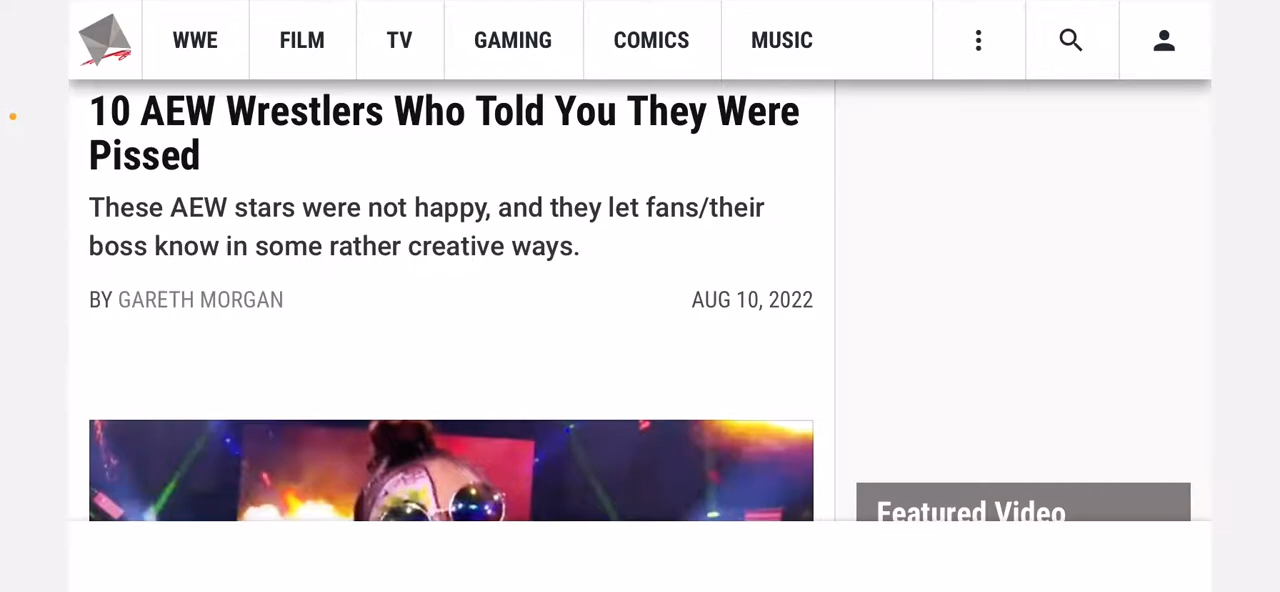 WWE FILM TV GAMING COMICS MUSIC
10 AEW Wrestlers Who Told You They Were
Pissed
These AEW stars were not happy, and they let fans/their
boss know in some rather creative ways.
BY GARETH MORGAN AUG 10, 2022
Featured Video